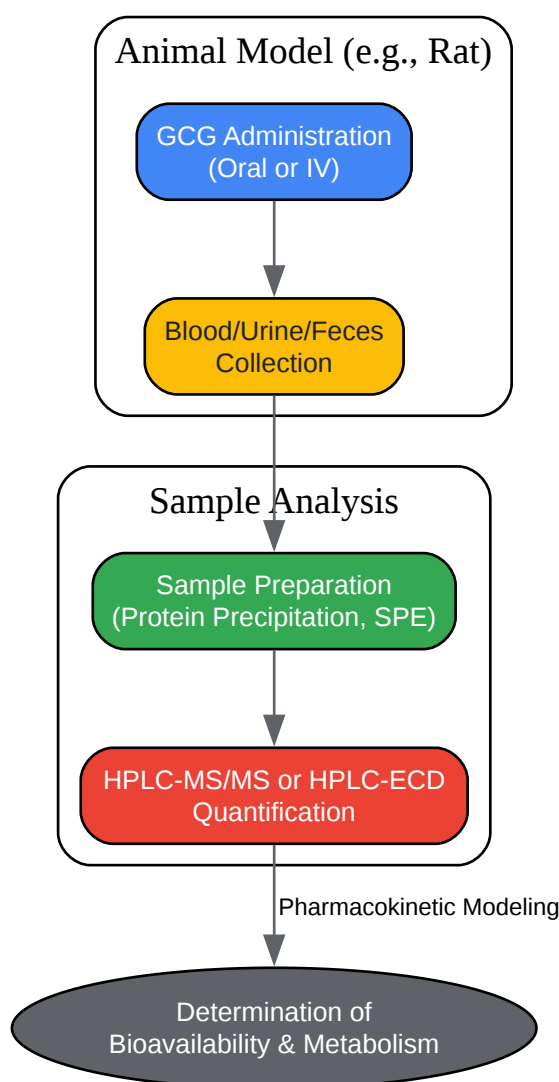 Animal Model (e.g., Rat)
GCG Administration
(Oral or IV)
Blood/Urine/Feces
Collection
Sample Analysis
Sample Preparation
(Protein Precipitation, SPE)
HPLC-MS/MS or HPLC-ECD
Quantification
Pharmacokinetic Modeling
Determination of
Bioavailability & Metabolism